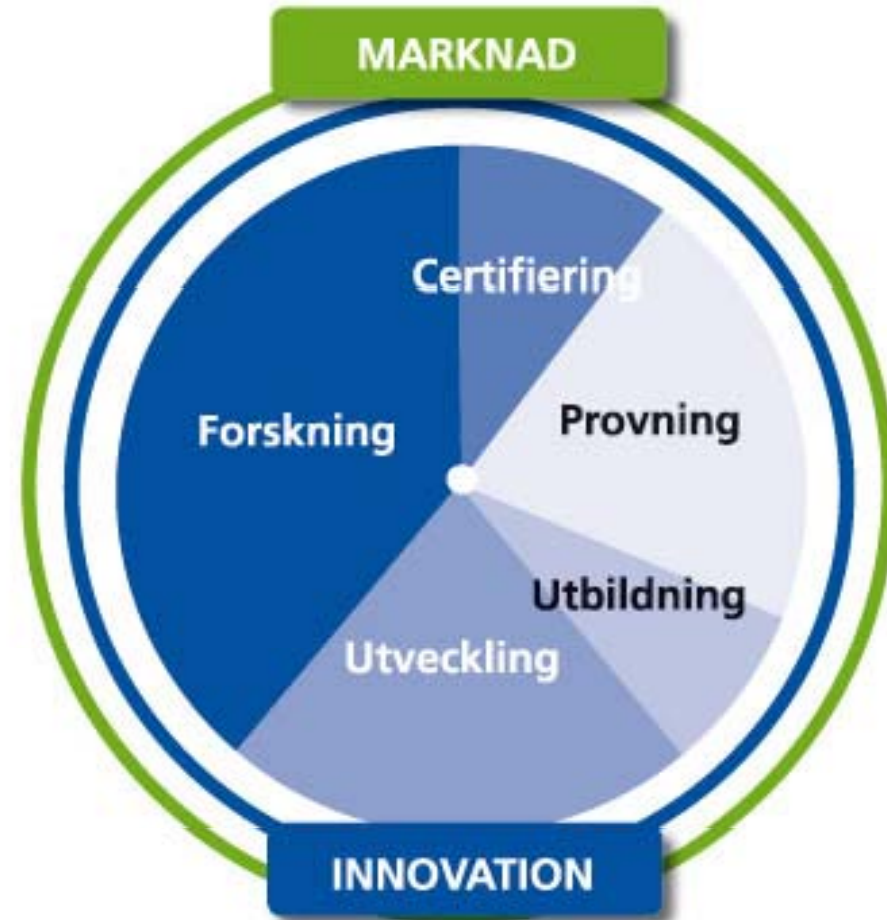 MARKNAD
Certifiering
Provning
Forskning
Utbildning
Utveckling
INNOVATION